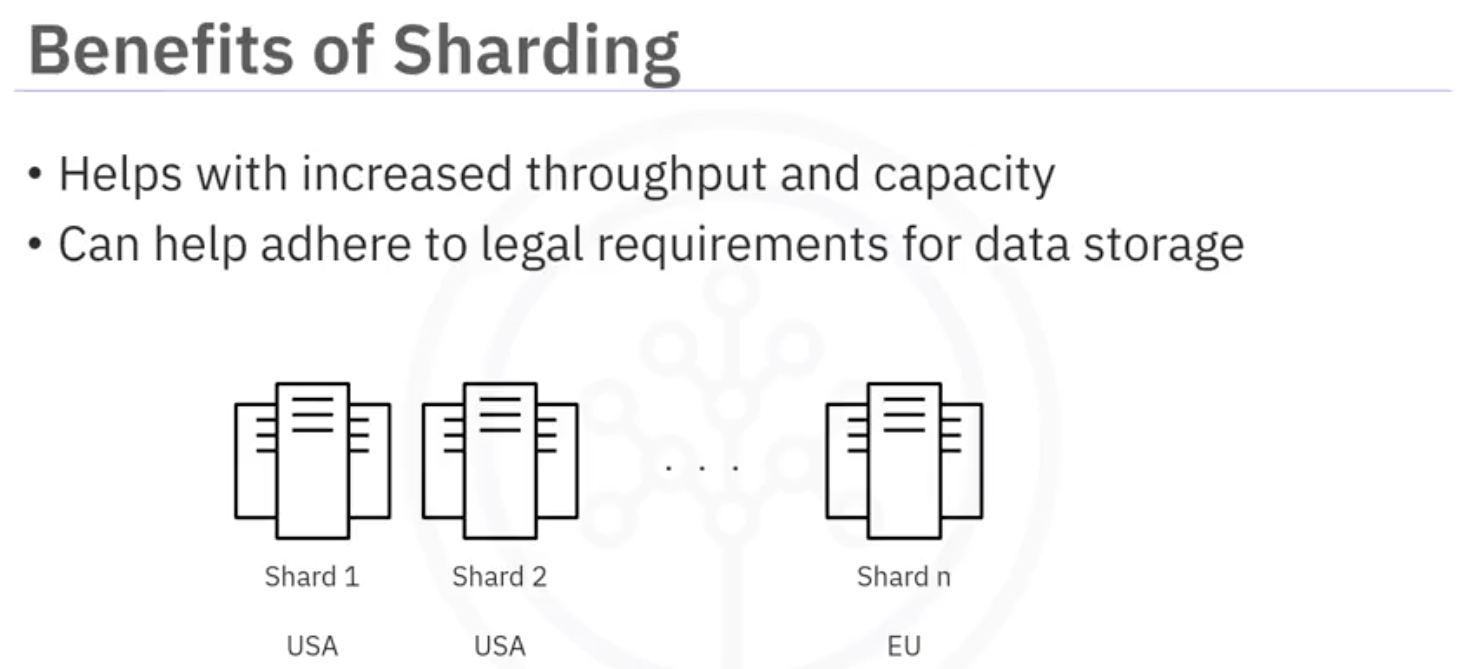 Benefits of Sharding
• Helps with increased throughput and capacity
• Can help adhere to legal requirements for data storage
. . .
Shard 1 Shard 2 Shard n
USA USA EU